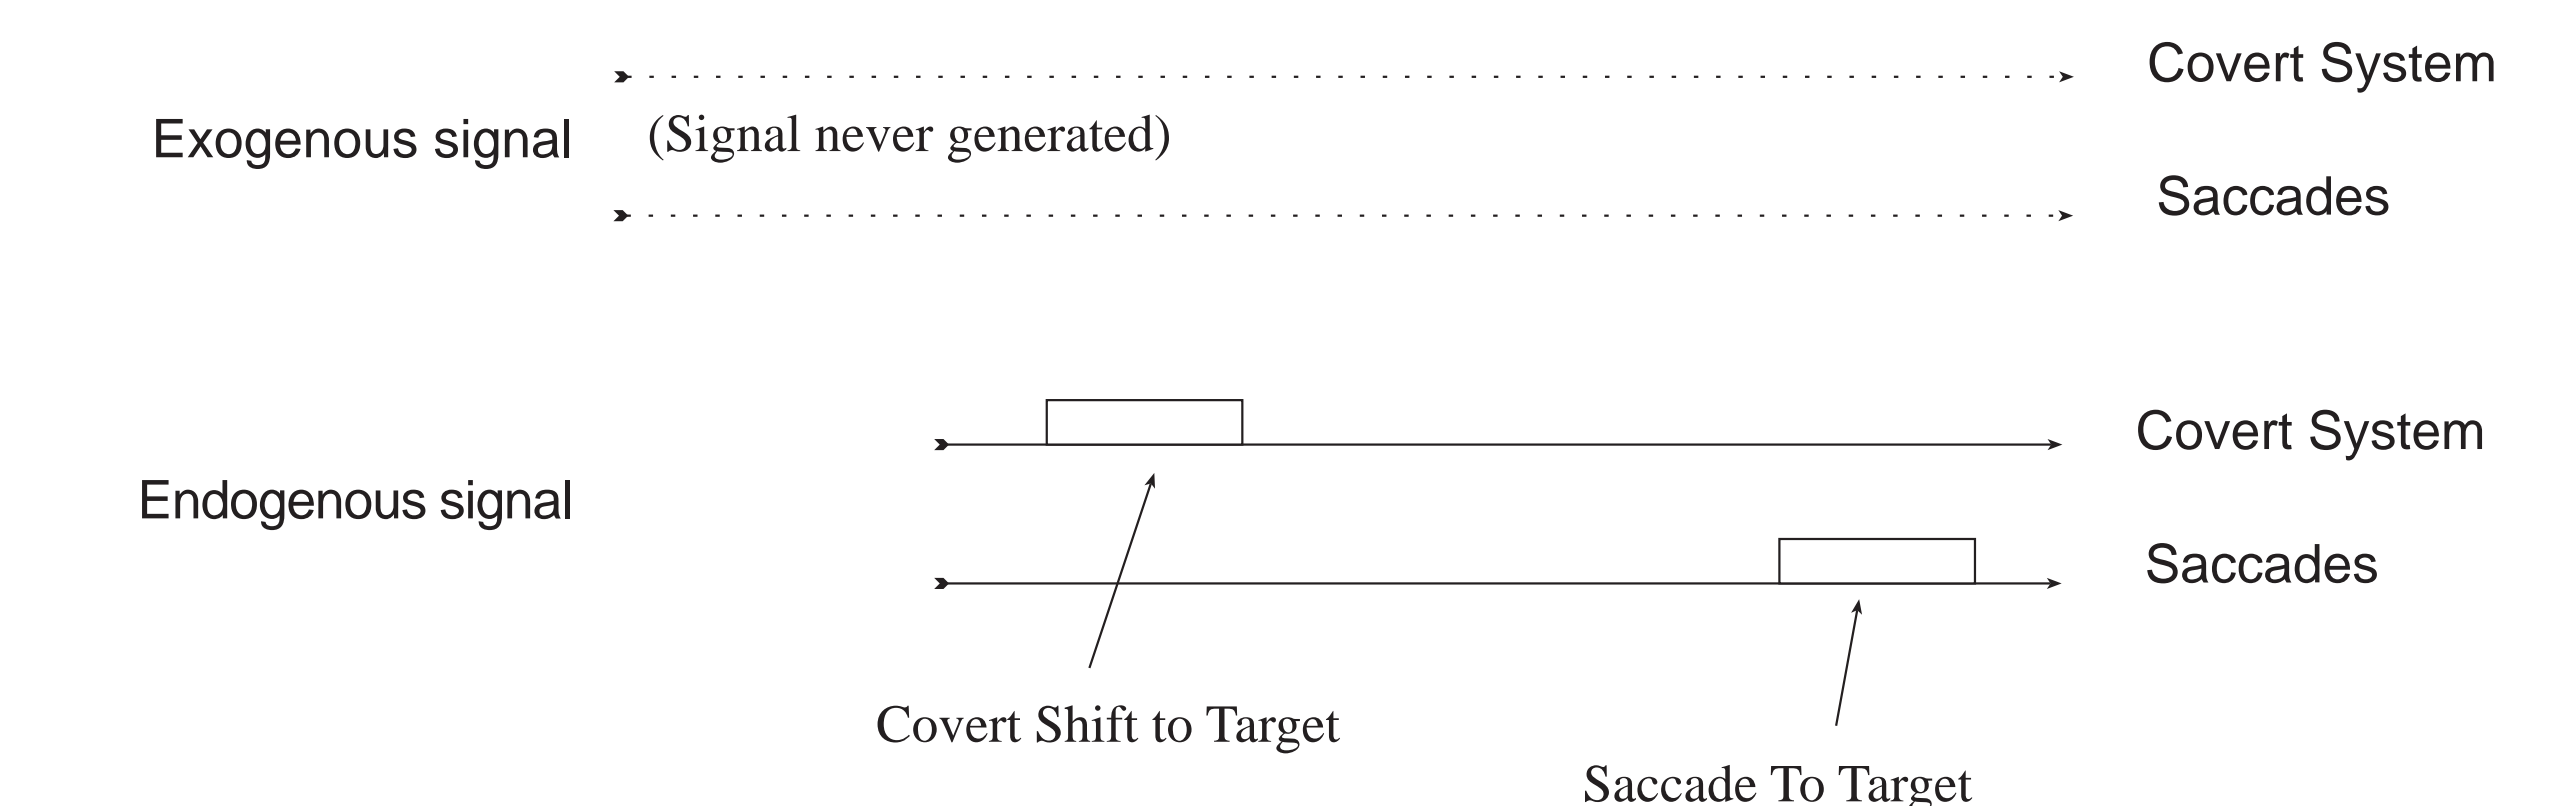 Covert System
Exogenous signal
(Signal never generated)
Saccades
Covert System
Endogenous signal
Saccades
Covert Shift to Target
Saccade To Target